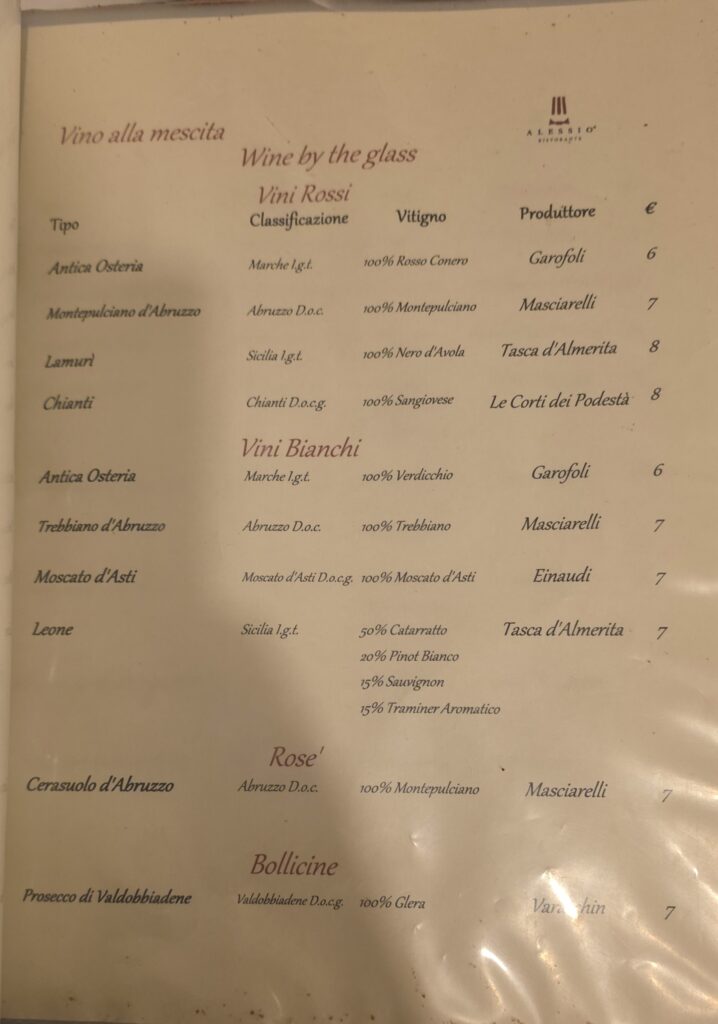 ALESSIO
RISTORANTE
Vino alla mescita
Wine by the glass
Vini Rossi
Tipo Classificazione Vitigno Produttore €
Antica Osteria Marche I.g.t. 100% Rosso Conero Garofoli 6
Montepulciano d'Abruzzo Abruzzo D.o.c. 100% Montepulciano Masciarelli 7
Lamurì Sicilia I.g.t. 100% Nero d'Avola Tasca d'Almerita 8
Chianti Chianti D.o.c.g. 100% Sangiovese Le Corti dei Podestà 8
Vini Bianchi
Antica Osteria Marche I.g.t. 100% Verdicchio Garofoli 6
Trebbiano d'Abruzzo Abruzzo D.o.c. 100% Trebbiano Masciarelli 7
Moscato d'Asti Moscato d'Asti D.o.c.g. 100% Moscato d'Asti Einaudi 7
Leone Sicilia I.g.t. 50% Catarratto Tasca d'Almerita 7
20% Pinot Bianco
15% Sauvignon
15% Traminer Aromatico
Rose'
Cerasuolo d'Abruzzo Abruzzo D.o.c. 100% Montepulciano Masciarelli 7
Bollicine
Prosecco di Valdobbiadene Valdobbiadene D.o.c.g. 100% Glera 7